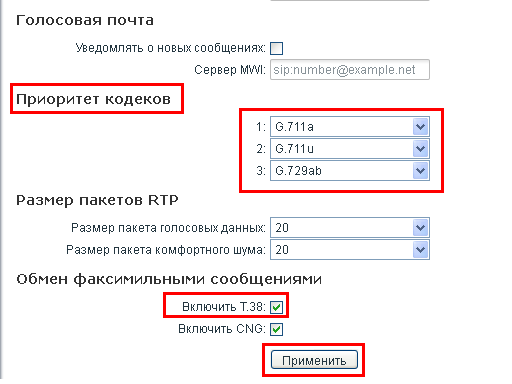 Голосовая почта
Уведомлять о новых сообщениях:
Сервер MWI: sip:number@example.net
Приоритет кодеков
1: G.711a
2: G.711u
3: G.729ab
Размер пакетов RTP
Размер пакета голосовых данных: 20
Размер пакета комфортного шума: 20
Обмен факсимильными сообщениями
Включить T.38:
Включить CNG:
Применить